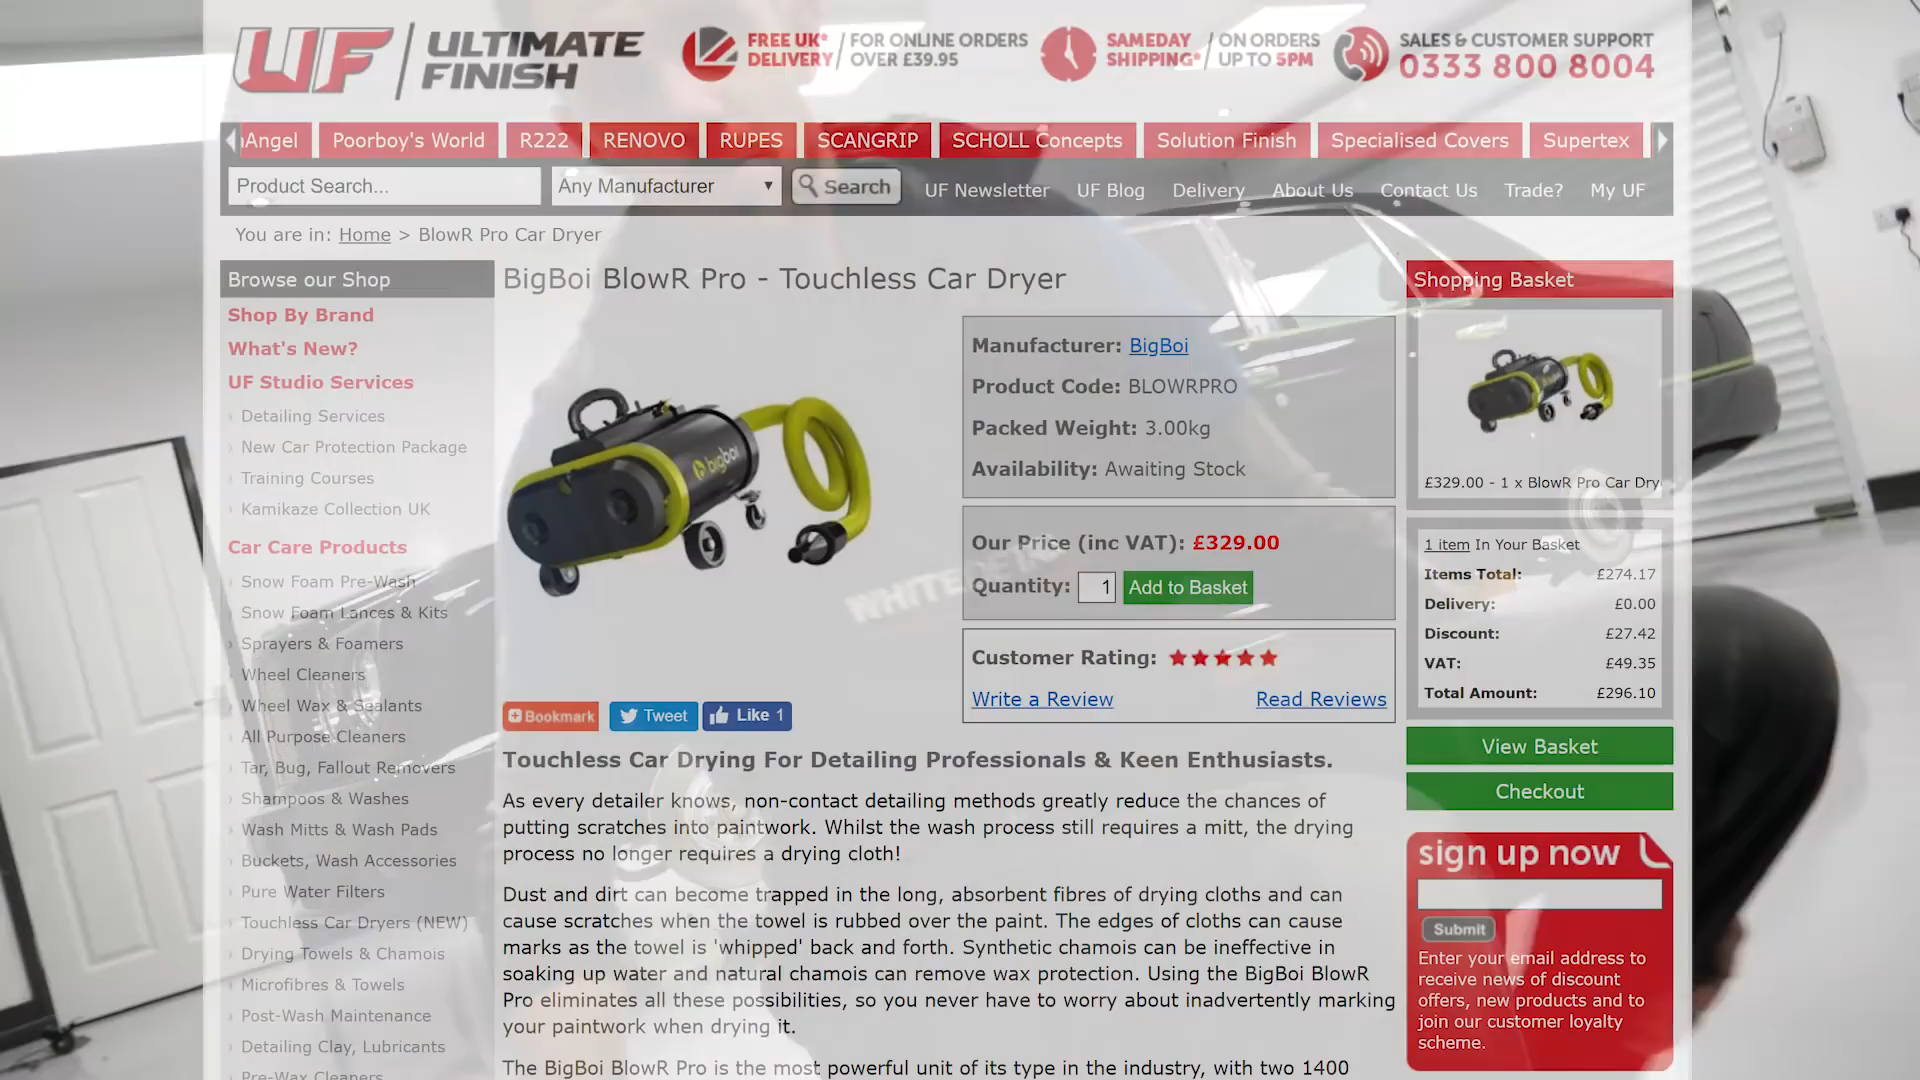 UF ULTIMATE FINISH
FREE UK* DELIVERY / FOR ONLINE ORDERS OVER £39.95
SAMEDAY SHIPPING* / ON ORDERS UP TO 5PM
SALES & CUSTOMER SUPPORT
0333 800 8004
Angel
Poorboy's World
R222
RENOVO
RUPES
SCANGRIP
SCHOLL Concepts
Solution Finish
Specialised Covers
Supertex
Product Search...
Any Manufacturer
Search
UF Newsletter
UF Blog
Delivery
About Us
Contact Us
Trade?
My UF
You are in: Home > BlowR Pro Car Dryer
Browse our Shop
Shop By Brand
What's New?
UF Studio Services
› Detailing Services
› New Car Protection Package
› Training Courses
› Kamikaze Collection UK
Car Care Products
› Snow Foam Pre-Wash
› Snow Foam Lances & Kits
› Sprayers & Foamers
› Wheel Cleaners
› Wheel Wax & Sealants
› All Purpose Cleaners
› Tar, Bug, Fallout Removers
› Shampoos & Washes
› Wash Mitts & Wash Pads
› Buckets, Wash Accessories
› Pure Water Filters
› Touchless Car Dryers (NEW)
› Drying Towels & Chamois
› Microfibres & Towels
› Post-Wash Maintenance
› Detailing Clay, Lubricants
› Pre-Wax Cleaners
BigBoi BlowR Pro - Touchless Car Dryer
bigboi
Manufacturer: BigBoi
Product Code: BLOWRPRO
Packed Weight: 3.00kg
Availability: Awaiting Stock
Our Price (inc VAT): £329.00
Quantity: 1 Add to Basket
WHITE
Customer Rating:
Write a Review Read Reviews
Bookmark
Tweet
Like 1
Touchless Car Drying For Detailing Professionals & Keen Enthusiasts.
As every detailer knows, non-contact detailing methods greatly reduce the chances of
putting scratches into paintwork. Whilst the wash process still requires a mitt, the drying
process no longer requires a drying cloth!
Dust and dirt can become trapped in the long, absorbent fibres of drying cloths and can
cause scratches when the towel is rubbed over the paint. The edges of cloths can cause
marks as the towel is 'whipped' back and forth. Synthetic chamois can be ineffective in
soaking up water and natural chamois can remove wax protection. Using the BigBoi BlowR
Pro eliminates all these possibilities, so you never have to worry about inadvertently marking
your paintwork when drying it.
The BigBoi BlowR Pro is the most powerful unit of its type in the industry, with two 1400
Shopping Basket
£329.00 - 1 x BlowR Pro Car Dry
1 item In Your Basket
Items Total: £274.17
Delivery: £0.00
Discount: £27.42
VAT: £49.35
Total Amount: £296.10
View Basket
Checkout
sign up now
Submit
Enter your email address to
receive news of discount
offers, new products and to
join our customer loyalty
scheme.